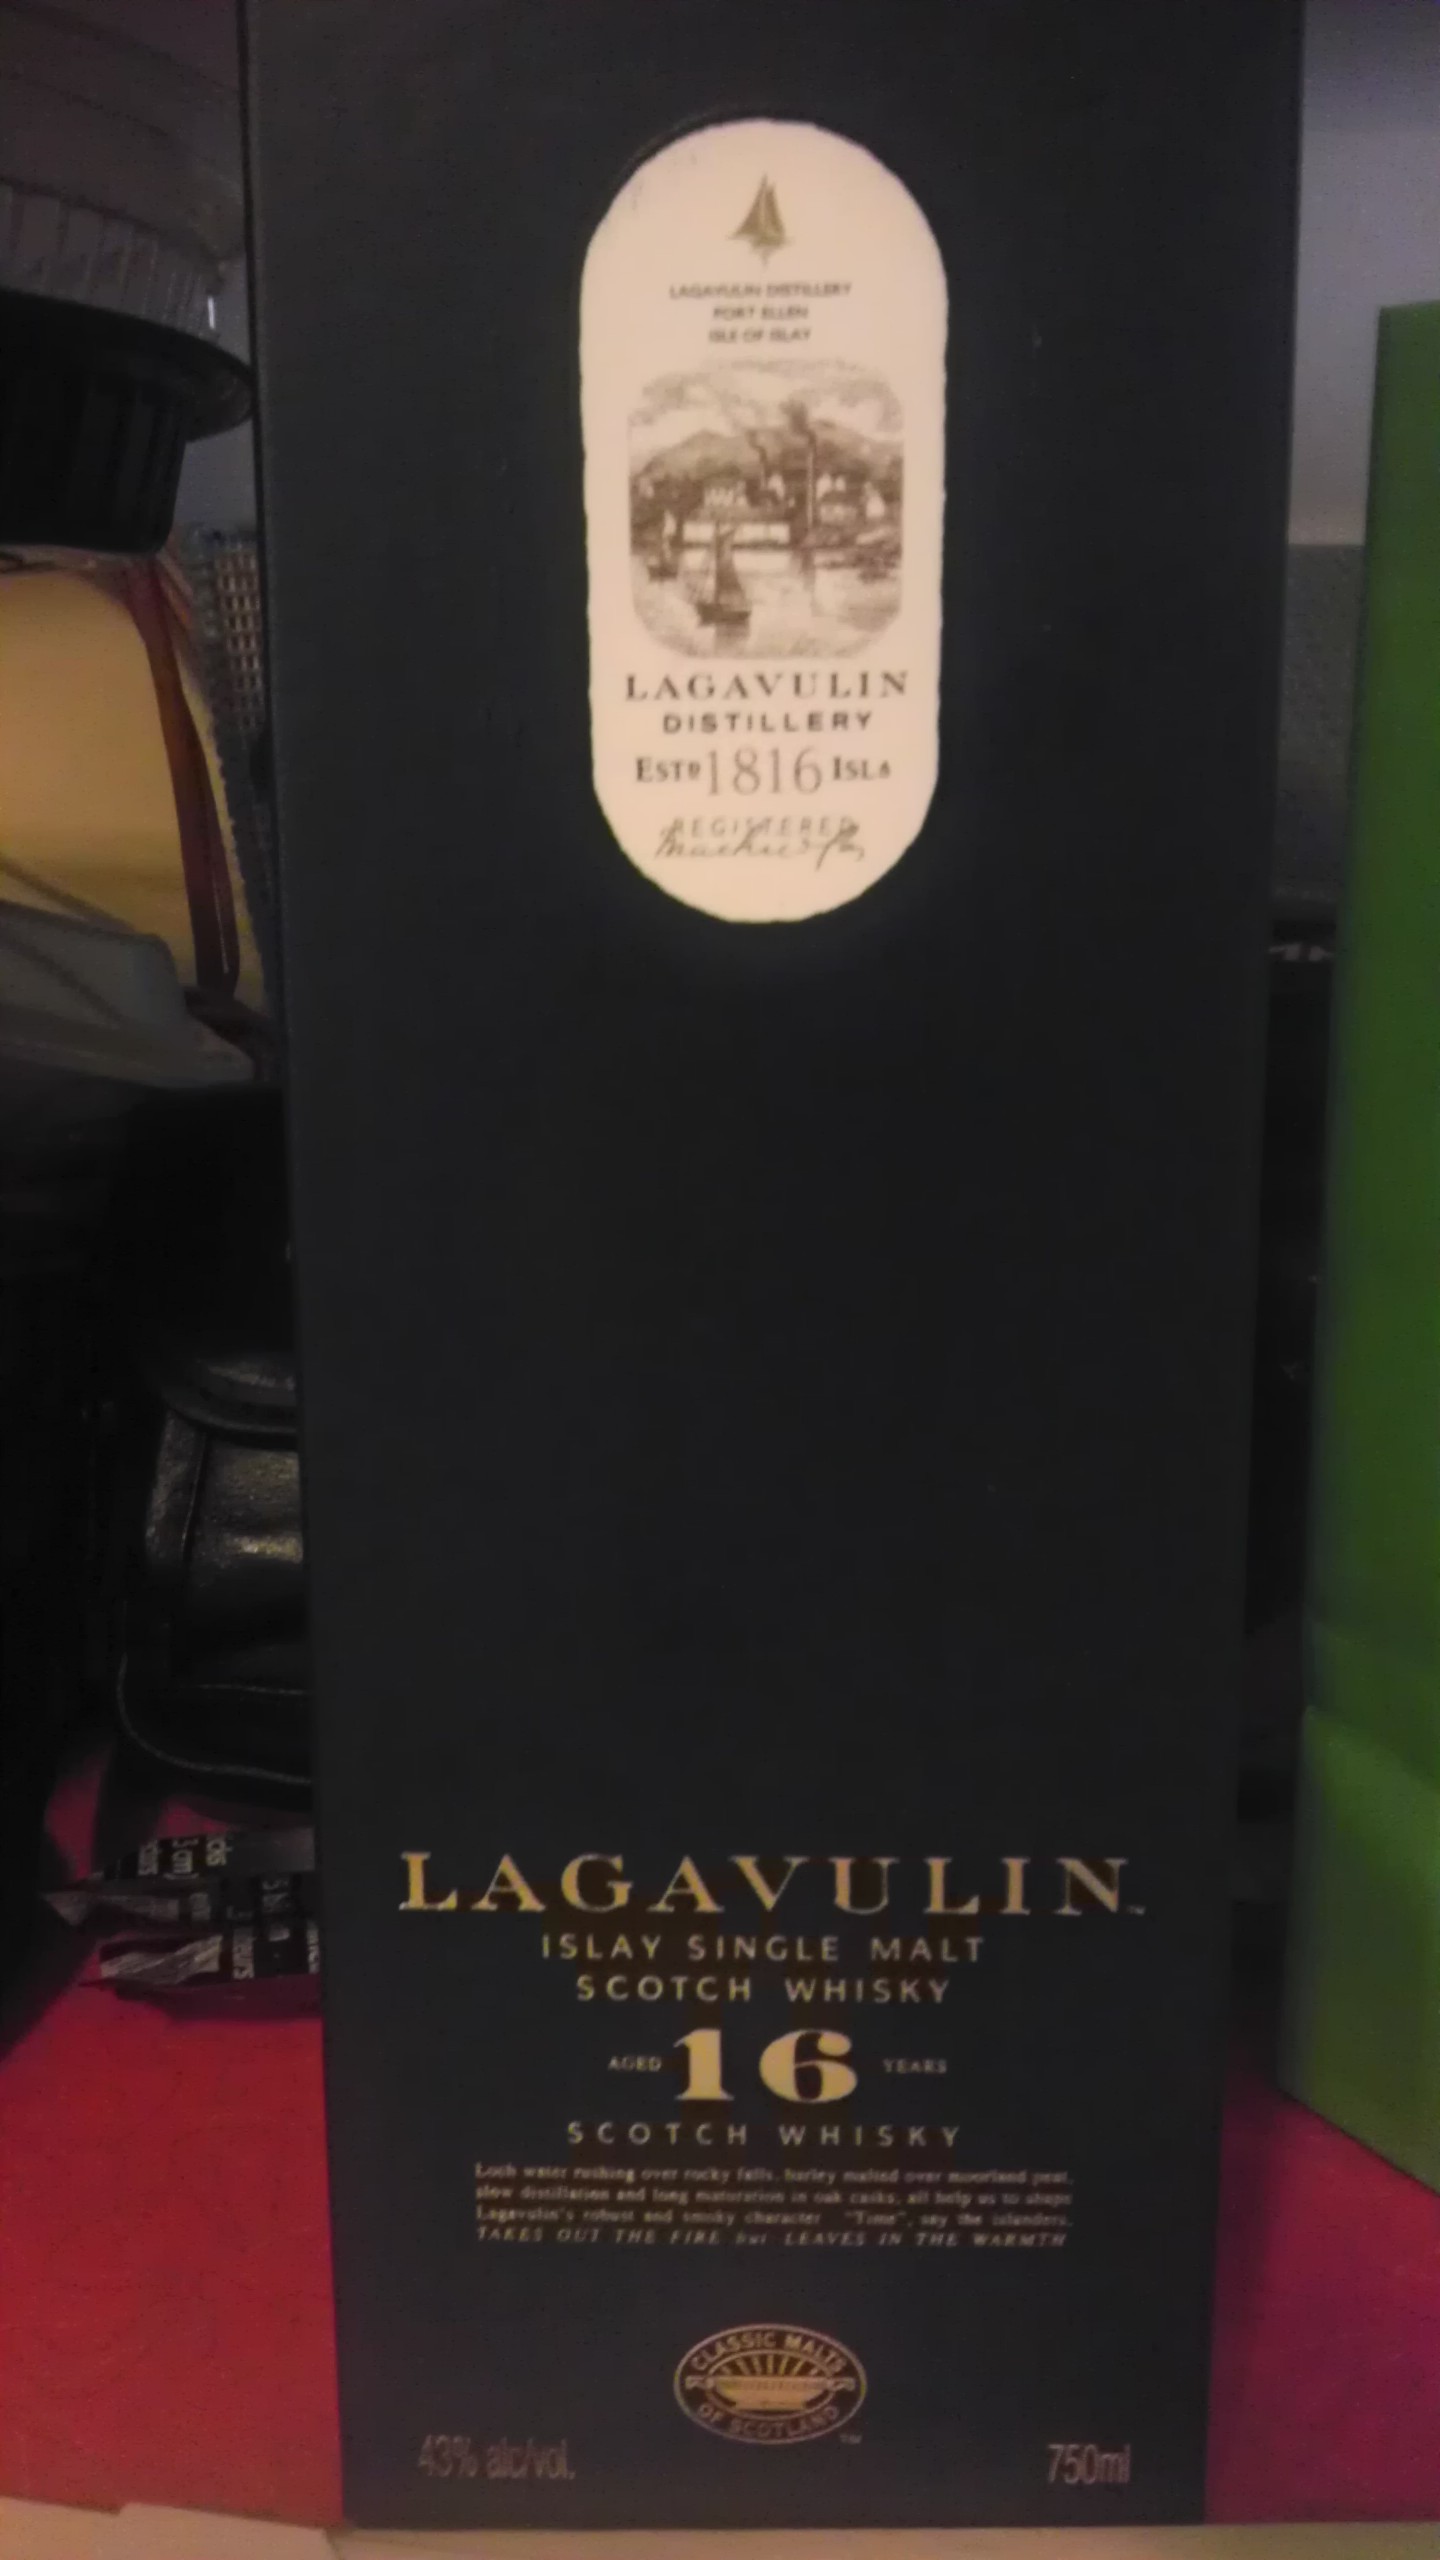 LAGAVULIN DISTILLERY
PORT ELLEN
ISLE OF ISLAY
LAGAVULIN
DISTILLERY
ESTD 1816 ISLA
REGISTERED
LAGAVULIN
ISLAY SINGLE MALT
SCOTCH WHISKY
AGED 16 YEARS
SCOTCH WHISKY
Loch water rushing over rocky falls, barley malted over moorland peat,
slow distillation and long maturation in oak casks, all help us to shape
Lagavulin's robust and smoky character "Time", say the islanders,
TAKES OUT THE FIRE but LEAVES IN THE WARMTH
CLASSIC MALTS
OF SCOTLAND
TM
43% alc/vol.
750ml